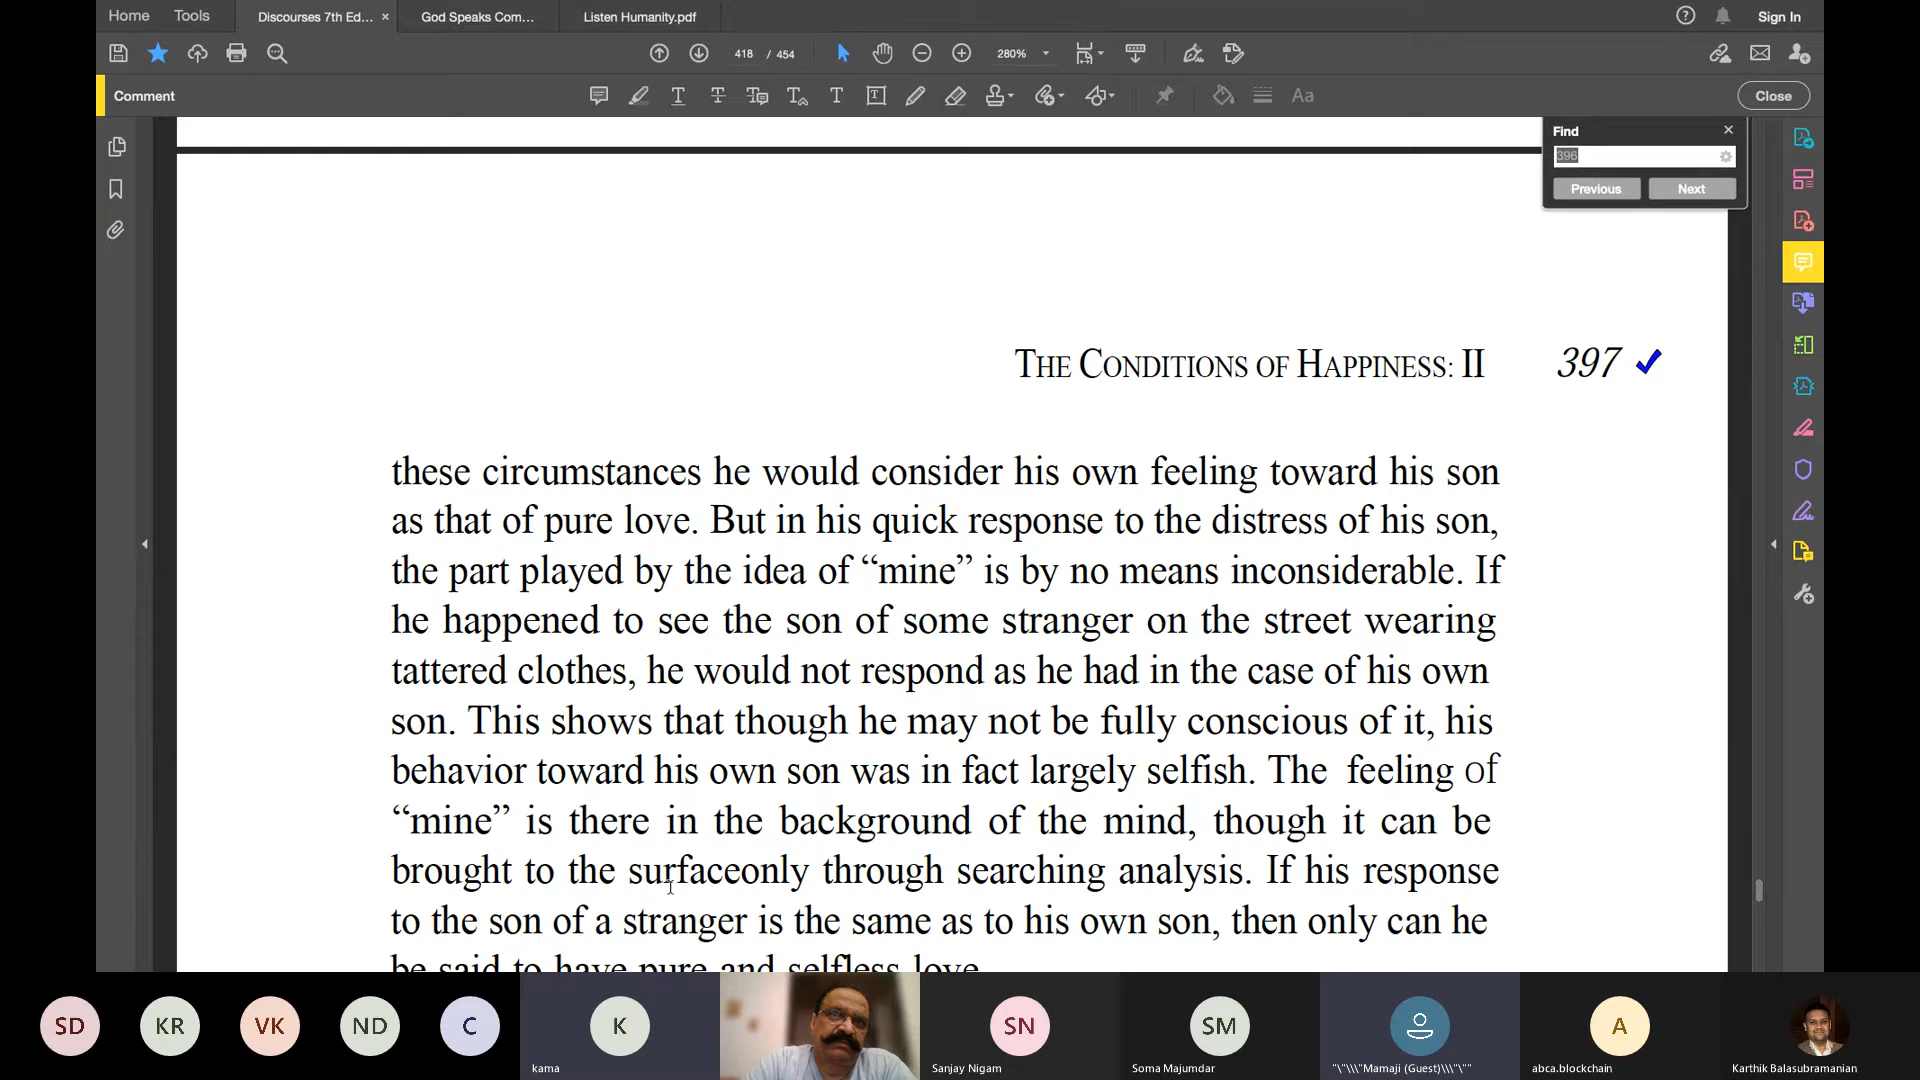 Home
Tools
Discourses 7th Ed... ×
God Speaks Com...
Listen Humanity.pdf
Sign In
418 / 454
280%
Comment
Aa
Close
Find
396
Previous
Next
THE CONDITIONS OF HAPPINESS: II 397
these circumstances he would consider his own feeling toward his son
as that of pure love. But in his quick response to the distress of his son,
the part played by the idea of “mine” is by no means inconsiderable. If
he happened to see the son of some stranger on the street wearing
tattered clothes, he would not respond as he had in the case of his own
son. This shows that though he may not be fully conscious of it, his
behavior toward his own son was in fact largely selfish. The feeling of
“mine” is there in the background of the mind, though it can be
brought to the surfaceonly through searching analysis. If his response
to the son of a stranger is the same as to his own son, then only can he
be said to have pure and selfless love.
SD
KR
VK
ND
C
K
kama
SN
Sanjay Nigam
SM
Soma Majumdar
"\"\\\"Mamaji (Guest)\\\"\""
A
abca.blockchain
Karthik Balasubramanian